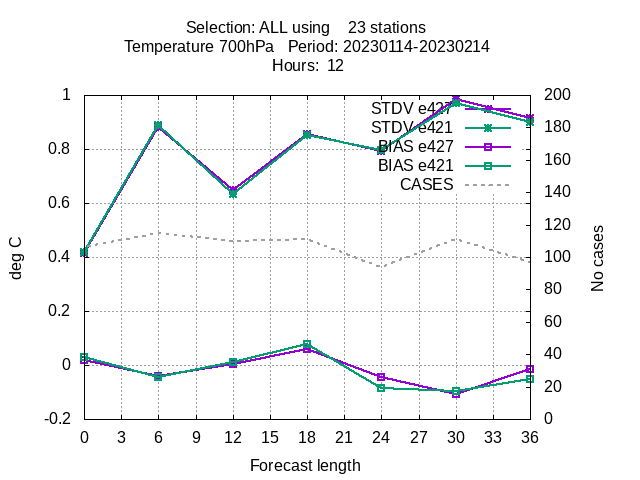 Selection: ALL using 23 stations
Temperature 700hPa Period: 20230114-20230214
Hours: 12
1
0.8
0.6
0.4
0.2
0
-0.2
deg C
STDV e427
STDV e421
BIAS e427
BIAS e421
CASES
200
180
160
140
120
100
80
60
40
20
0
No cases
0 3 6 9 12 15 18 21 24 27 30 33 36
Forecast length